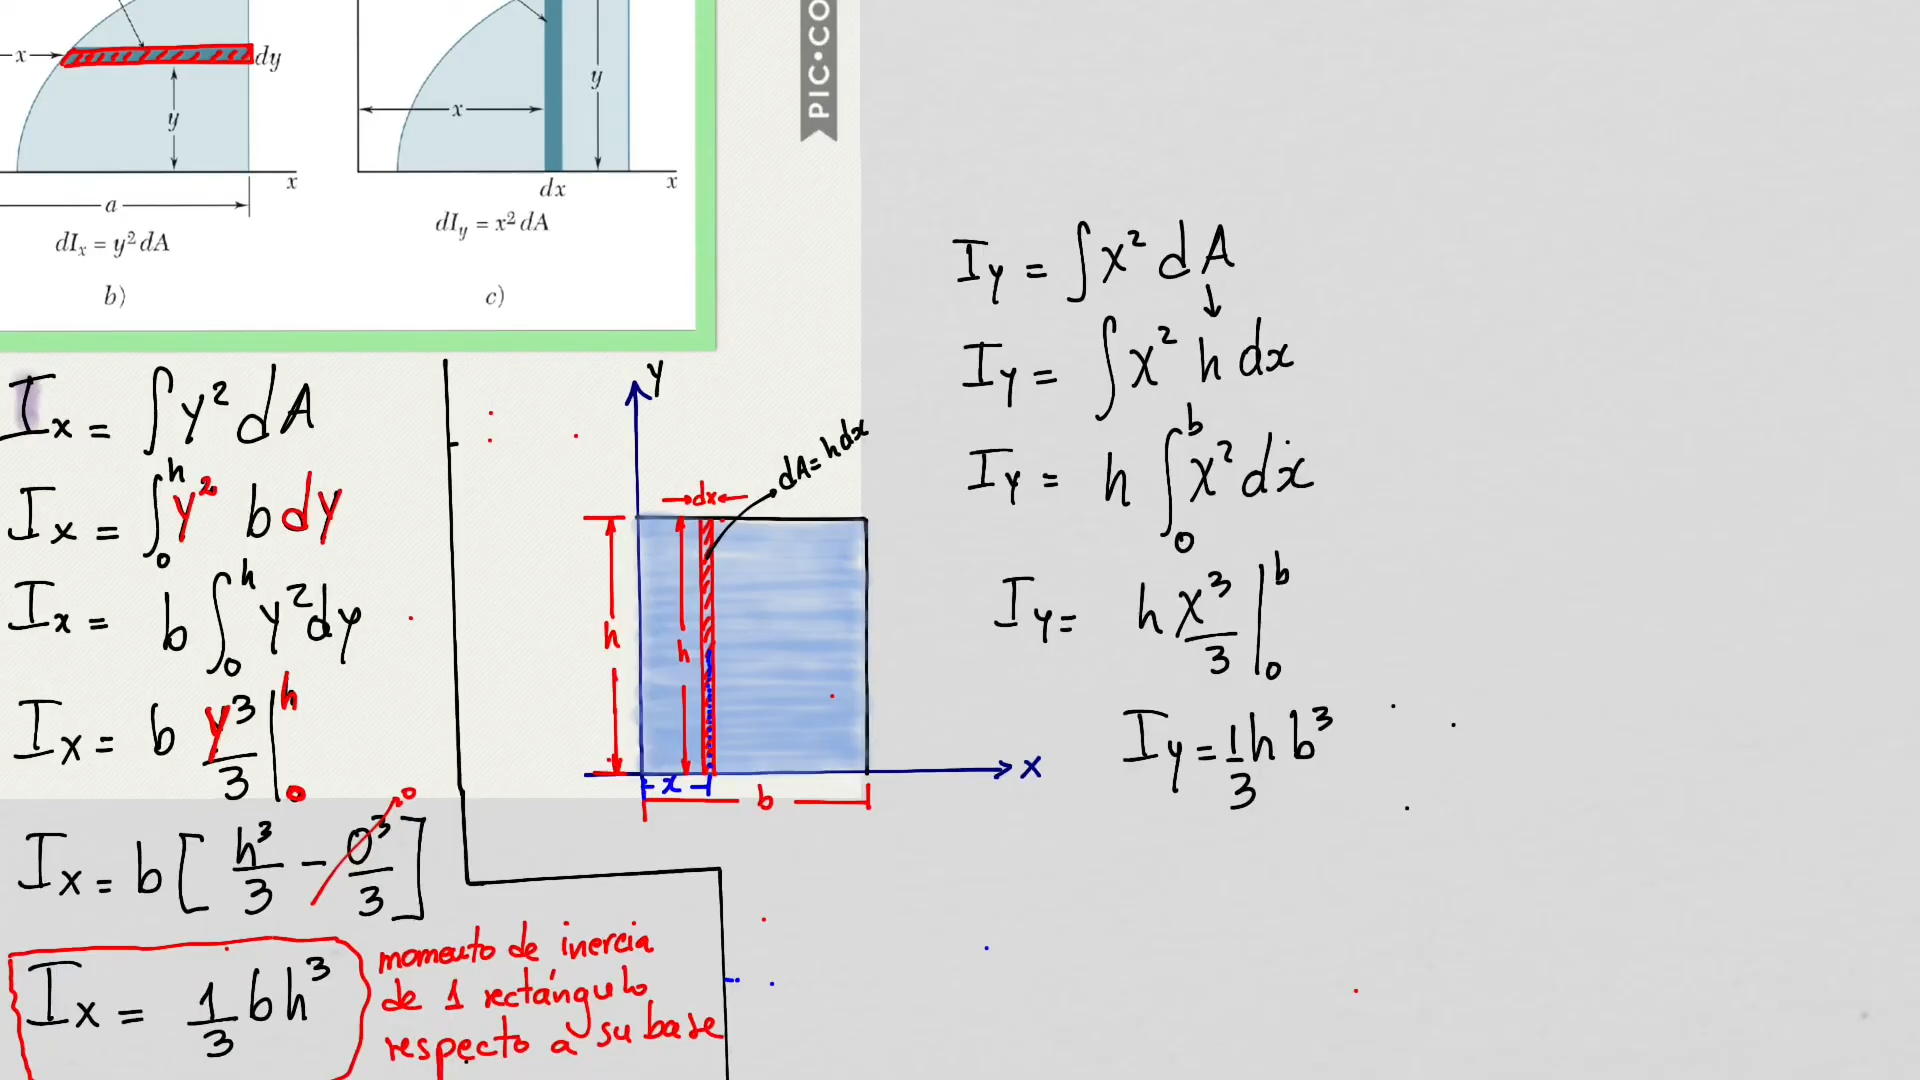 x
dy
y
x
a
dIx = y² dA
b)
x
y
dx
x
dIy = x² dA
c)
PIC•CO
Ix = ∫y² dA
Ix = ∫₀ʰ y² b dy
Ix = b ∫₀ʰ y² dy
Ix = b y³/3 |₀ʰ
Ix = b [ h³/3 − 0³/3 ]
0
Ix = 1/3 b h³
momento de inercia
de 1 rectángulo
respecto a su base
y
dA = h dx
dx
h
h
x
x
b
Iy = ∫x² dA
Iy = ∫x² h dx
Iy = h ∫₀ᵇ x² dx
Iy = h x³/3 |₀ᵇ
Iy = 1/3 h b³